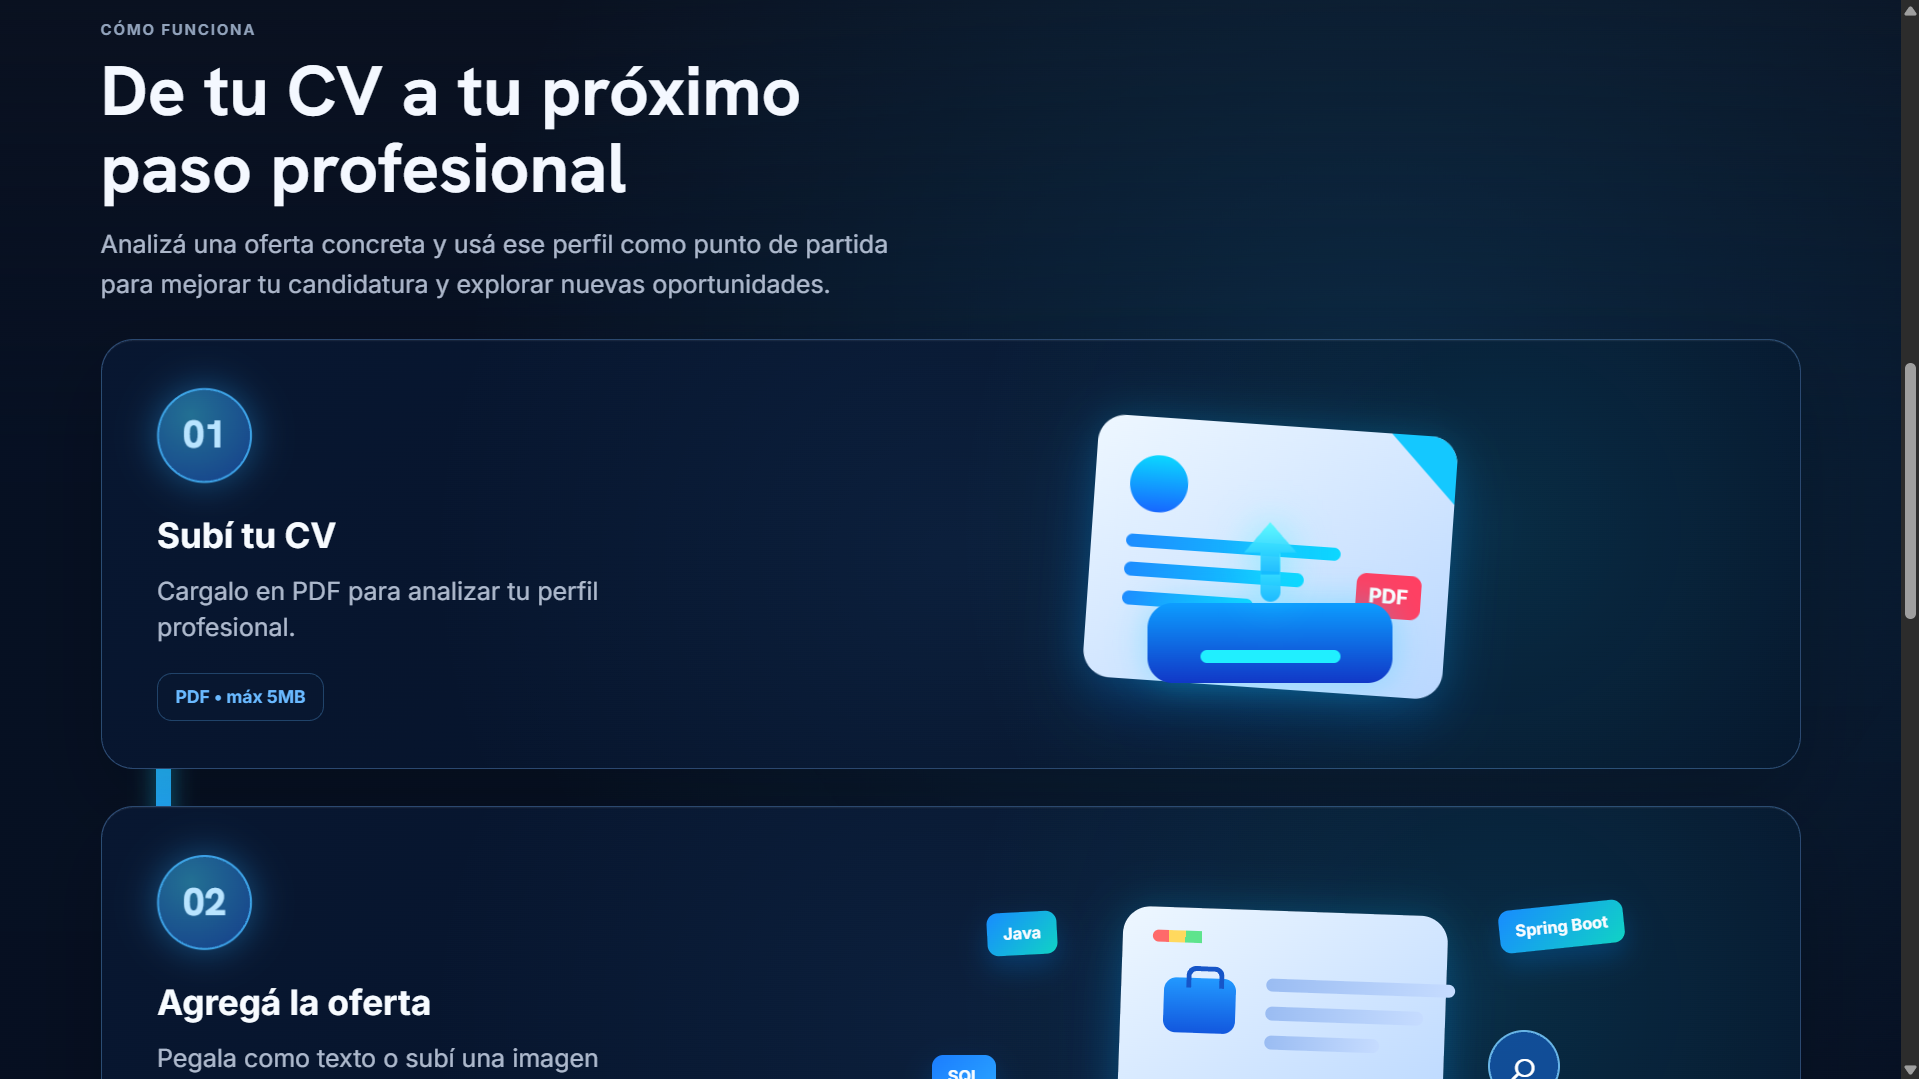 CÓMO FUNCIONA
De tu CV a tu próximo
paso profesional
Analizá una oferta concreta y usá ese perfil como punto de partida
para mejorar tu candidatura y explorar nuevas oportunidades.
01
Subí tu CV
Cargalo en PDF para analizar tu perfil
profesional.
PDF • máx 5MB
PDF
02
Agregá la oferta
Pegala como texto o subí una imagen
Java
Spring Boot
SQL